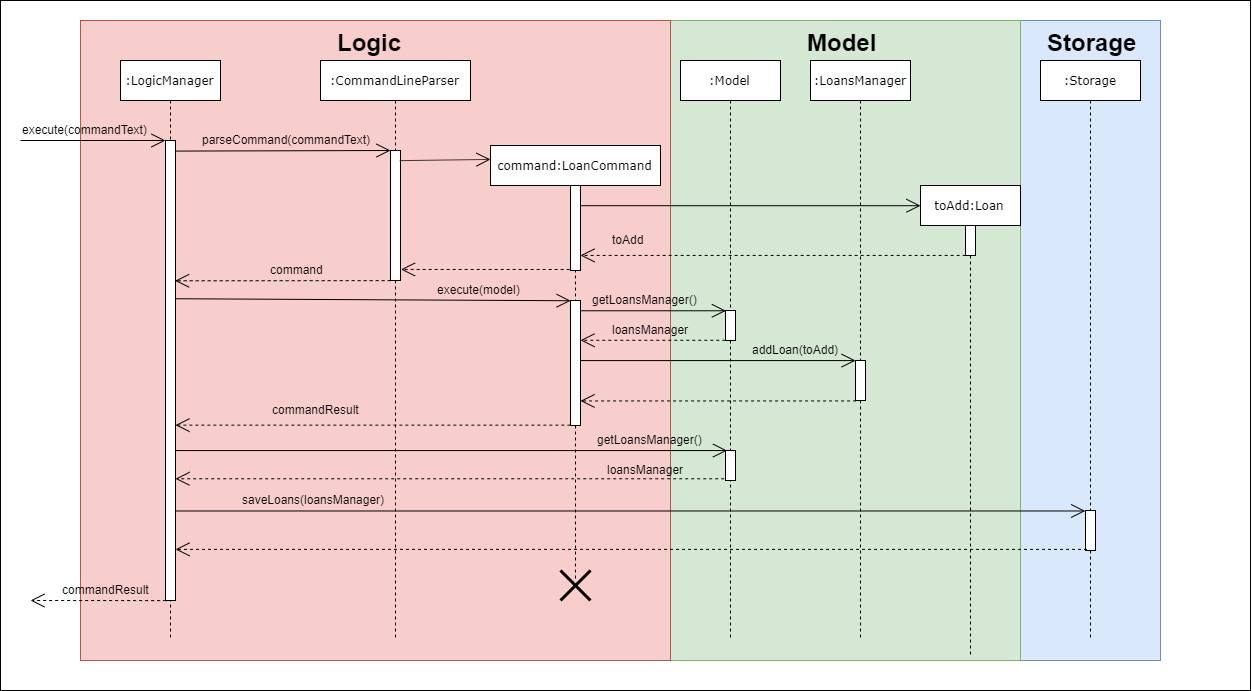 Logic
Model
Storage
:LogicManager
:CommandLineParser
:Model
:LoansManager
:Storage
execute(commandText)
parseCommand(commandText)
command:LoanCommand
toAdd:Loan
toAdd
command
execute(model)
getLoansManager()
loansManager
addLoan(toAdd)
commandResult
getLoansManager()
loansManager
saveLoans(loansManager)
commandResult